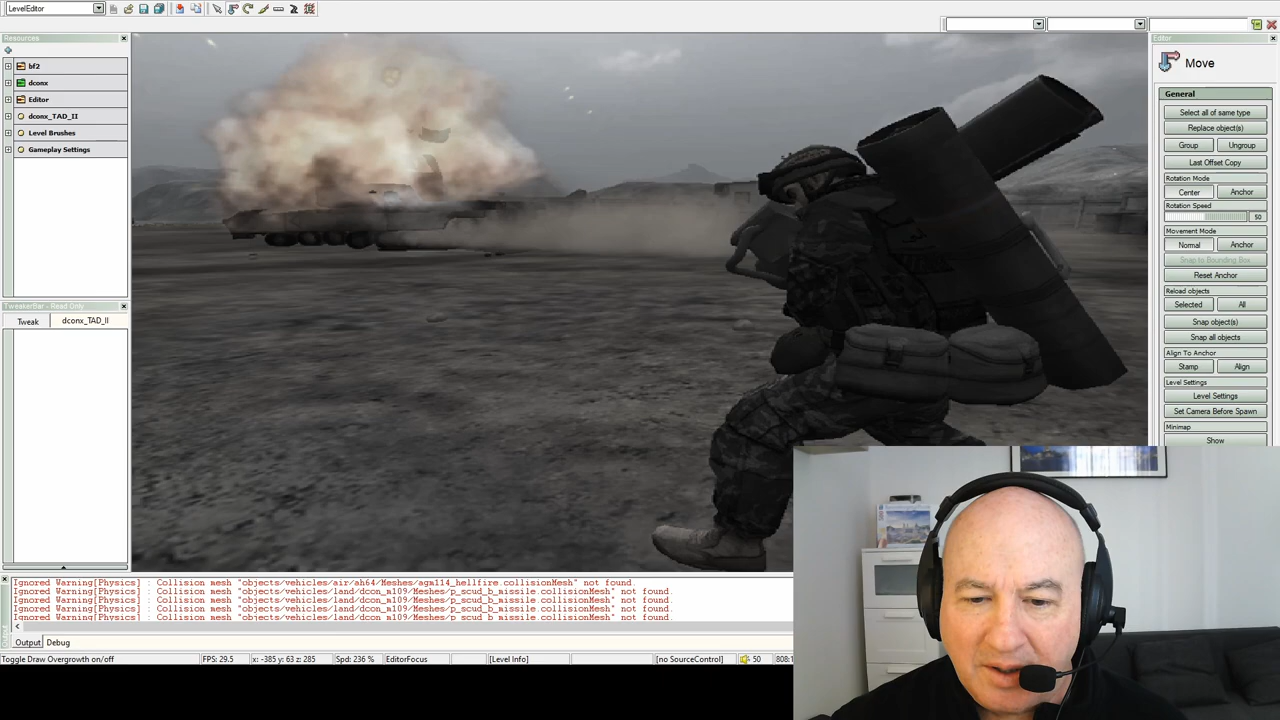 LevelEditor
Resources
bf2
dconx
Editor
dconx_TAD_II
Level Brushes
Gameplay Settings
TweakerBar - Read Only
Tweak
dconx_TAD_II
Editor
Move
General
Select all of same type
Replace object(s)
Group
Ungroup
Last Offset Copy
Rotation Mode
Center
Anchor
Rotation Speed
50
Movement Mode
Normal
Anchor
Snap to Bounding Box
Reset Anchor
Reload objects
Selected
All
Snap object(s)
Snap all objects
Align To Anchor
Stamp
Align
Level Settings
Level Settings
Set Camera Before Spawn
Minimap
Show
Ignored Warning[Physics] : Collision mesh "objects/vehicles/air/ah64/Meshes/agm114_hellfire.collisionMesh" not found.
Ignored Warning[Physics] : Collision mesh "objects/vehicles/land/dcon_m109/Meshes/p_scud_b_missile.collisionMesh" not found.
Ignored Warning[Physics] : Collision mesh "objects/vehicles/land/dcon_m109/Meshes/p_scud_b_missile.collisionMesh" not found.
Ignored Warning[Physics] : Collision mesh "objects/vehicles/land/dcon_m109/Meshes/p_scud_b_missile.collisionMesh" not found.
Ignored Warning[Physics] : Collision mesh "objects/vehicles/land/dcon_m109/Meshes/p_scud_b_missile.collisionMesh" not found.
Output
Debug
Toggle Draw Overgrowth on/off
FPS: 29.5
x: -385 y: 63 z: 285
Spd: 236 %
EditorFocus
[Level Info]
[no SourceControl]
50
808:1